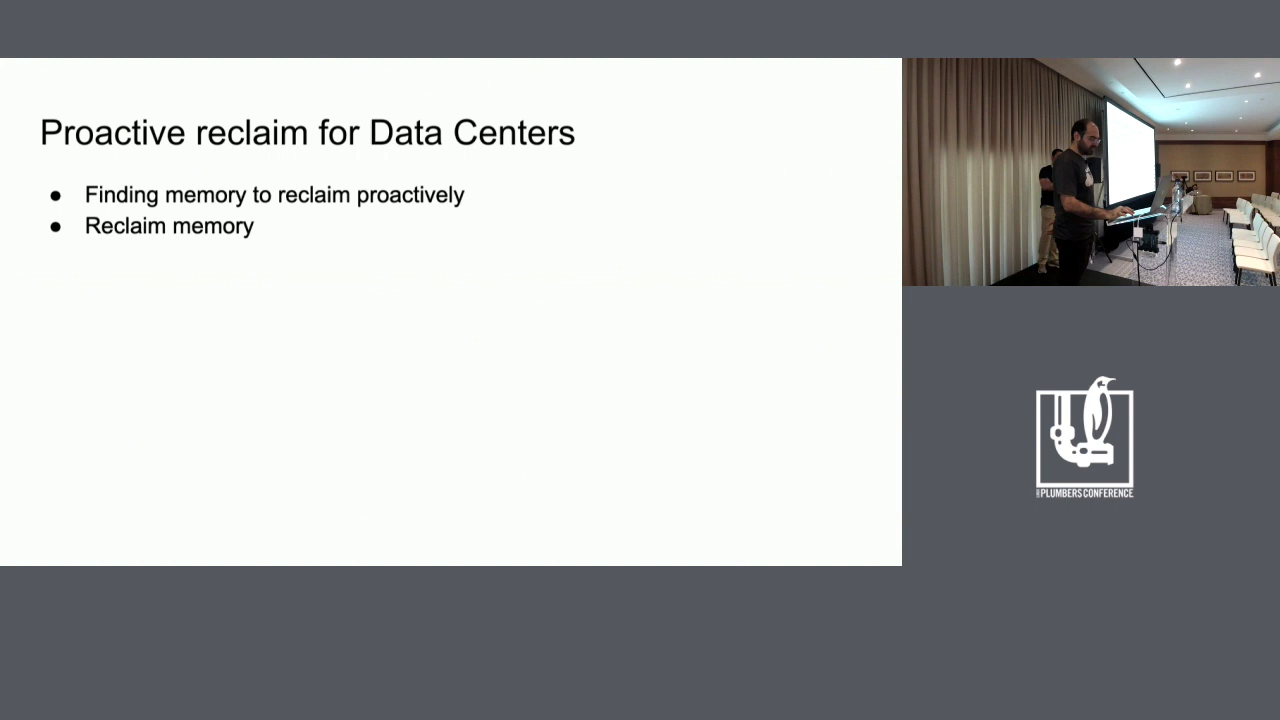 Proactive reclaim for Data Centers
● Finding memory to reclaim proactively
● Reclaim memory
PLUMBERS CONFERENCE